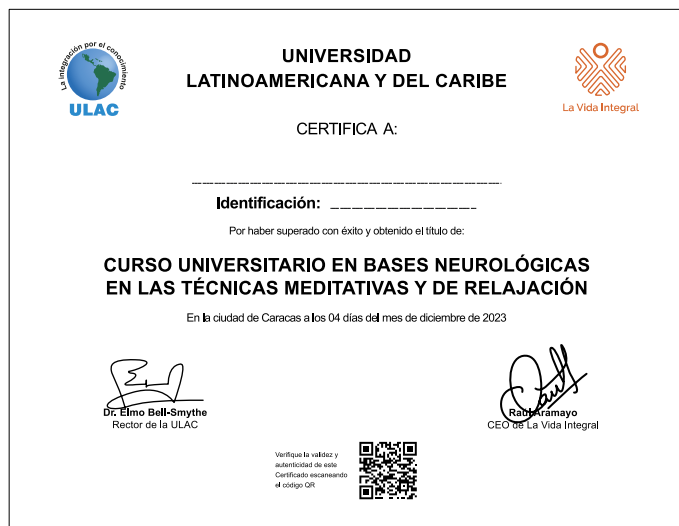 La integración por el conocimiento
ULAC
UNIVERSIDAD
LATINOAMERICANA Y DEL CARIBE
La Vida Integral
CERTIFICA A:
Identificación:
Por haber superado con éxito y obtenido el título de:
CURSO UNIVERSITARIO EN BASES NEUROLÓGICAS
EN LAS TÉCNICAS MEDITATIVAS Y DE RELAJACIÓN
En la ciudad de Caracas a los 04 días del mes de diciembre de 2023
Dr. Elmo Bell-Smythe
Rector de la ULAC
Raúl Aramayo
CEO de La Vida Integral
Verifique la validez y
autenticidad de este
Certificado escaneando
el código QR